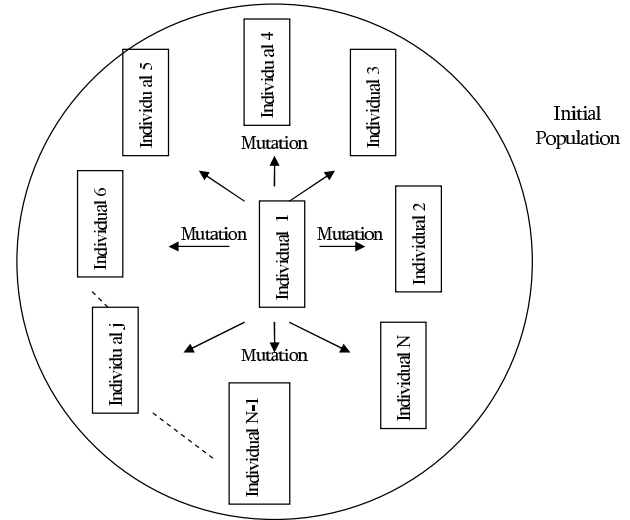 Individu al 4
Individu al 5
Individual 3
Initial
Population
Mutation
Individual 6
Individual 2
Mutation
Individual 1
Mutation
Individu al j
Mutation
Individual N
Individual N-1